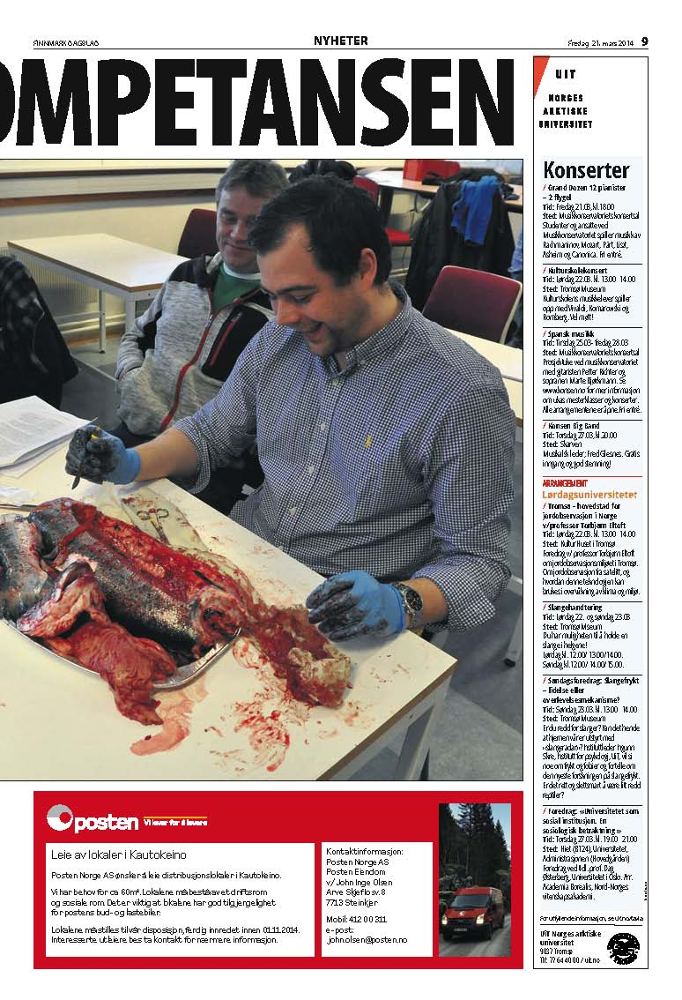 FINNMARK DAGBLAD
NYHETER
Fredag 21. mars 2014 9
OMPETANSEN
UIT
NORGES
ARKTISKE
UNIVERSITET
Konserter
/ Grand Dozen 12 pianister
– 2 flygel
Tid: Fredag 21.03, kl.18.00
Sted: Musikkonservatoriets konsertsal
Studenter og ansatte ved
Musikkonservatoriet spiller musikk av
Rachmaninov, Mozart, Pärt, Liszt,
Asheim og Canonica. Fri entré.
/ Kulturskolekonsert
Tid: Lørdag 22.03. kl. 13.00 14.00
Sted: Tromsø Museum
Kulturskolens musikkelever spiller
opp med Vivaldi, Komarowski og
Romberg. Vel møtt!
/ Spansk musikk
Tid: Tirsdag 25.03- fredag 28.03
Sted: Musikkonservatoriets konsertsal
Prosjektuke ved musikkonservatoriet
med gitaristen Petter Richter og
sopranen Marte Bjørkmann. Se
www.konsen.no for mer informasjon
om ukas mesterklasser og konserter.
Alle arrangementene er åpne. Fri entré.
/ Konsen Big Band
Tid: Torsdag 27.03, kl.20.00
Sted: Skarven
Musikalsk leder; Fred Glesnes. Gratis
inngang og god stemning!
ARRANGEMENT
Lørdagsuniversitetet
/ Tromsø – hovedstad for
jordobservasjon i Norge
v/professor Torbjørn Eltoft
Tid: Lørdag 22.03. kl. 13.00 14.00
Sted: Kultur Huset i Tromsø
Foredrag v/ professor Torbjørn Eltoft
om jordobservasjonsmiljøet i Tromsø.
Om jordobservasjon fra satelitt, og
hvordan denne teknologien kan
brukes i overvåkning av klima og miljø.
/ Slangehandtering
Tid: Lørdag 22. og søndag 23.03
Sted: Tromsø Mseum
Du har muligheten til å holde en
slange i helgene!
Lørdag kl.12.00/ 13.00/14.00.
Søndag kl.12.00/ 14.00/15.00.
/ Søndagsforedrag: Slangefrykt
– lidelse eller
overlevelsesmekanisme?
Tid: Søndag 23.03. kl. 13.00 14.00
Sted: Tromsø Museum
Er du redd for slanger? Kan det hende
at hjernen vår er utstyrt med
«slangeradar»? Instituttleder Ingunn
Skre, Institutt for psykologi, UiT, vil si
noe om frykt og fobier og fortelle om
den nyeste forskningen på slangefrykt.
Er det rett og slett smart å være litt redd
reptiler?
/ Foredrag: «Universitetet som
sosial institusjon. En
sosiologisk betraktning»
Tid: Torsdag 27.03. kl. 19.00 21.00
Sted: Hiet (B124), Universitetet,
Administrasjonen (Hovedgården)
Foredrag ved tidl. prof. Dag
Østerberg, Universitetet i Oslo. Arr.
Academia Borealis, Nord-Norges
vitenskapsakademi.
For utfyllende informasjon, se uit.no/tavla
UiT Norges arktiske
universitet
9037 Tromsø
Tlf: 77 64 40 00 / uit.no
posten Vi lever for å levere
Leie av lokaler i Kautokeino
Posten Norge AS ønsker å leie distribusjonslokaler i Kautokeino.
Vi har behov for ca 60m². Lokalene må bestå av et driftsrom
og sosiale rom. Det er viktig at lokalene har god tilgjengelighet
for postens bud- og lastebiler.
Lokalene må stilles til vår disposisjon, ferdig innredet innen 01.11.2014.
Interesserte utleiere bes ta kontakt for nærmere informasjon.
Kontaktinformasjon:
Posten Norge AS
Posten Eiendom
v/ John Inge Olsen
Arve Skjeflo sv.8
7713 Steinkjer
Mobil: 412 00 311
e-post:
john.olsen@posten.no